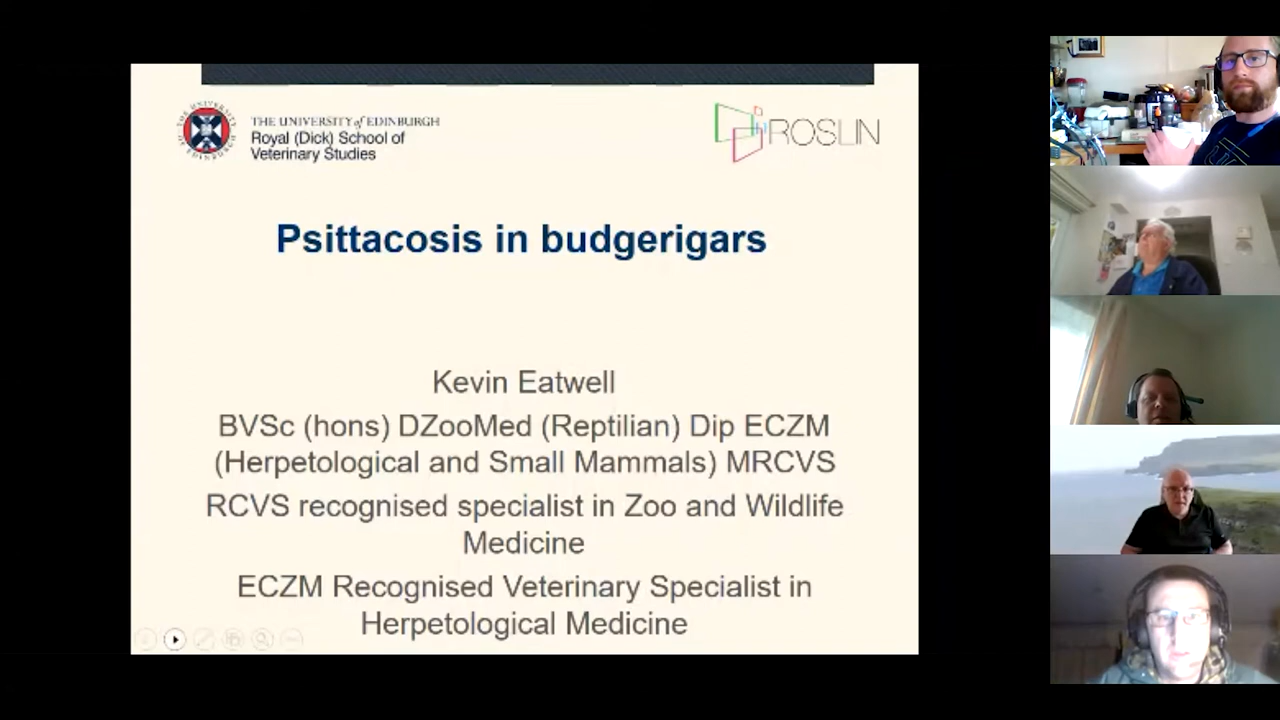 THE UNIVERSITY of EDINBURGH
Royal (Dick) School of
Veterinary Studies
ROSLIN
Psittacosis in budgerigars
Kevin Eatwell
BVSc (hons) DZooMed (Reptilian) Dip ECZM
(Herpetological and Small Mammals) MRCVS
RCVS recognised specialist in Zoo and Wildlife
Medicine
ECZM Recognised Veterinary Specialist in
Herpetological Medicine